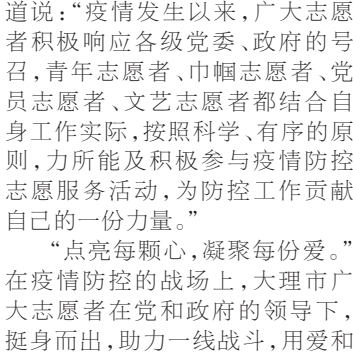 道说：“疫情发生以来，广大志愿
者积极响应各级党委、政府的号
召，青年志愿者、巾帼志愿者、党
员志愿者、文艺志愿者都结合自
身工作实际，按照科学、有序的原
则，力所能及积极参与疫情防控
志愿服务活动，为防控工作贡献
自己的一份力量。”
“点亮每颗心，凝聚每份爱。”
在疫情防控的战场上，大理市广
大志愿者在党和政府的领导下，
挺身而出，助力一线战斗，用爱和